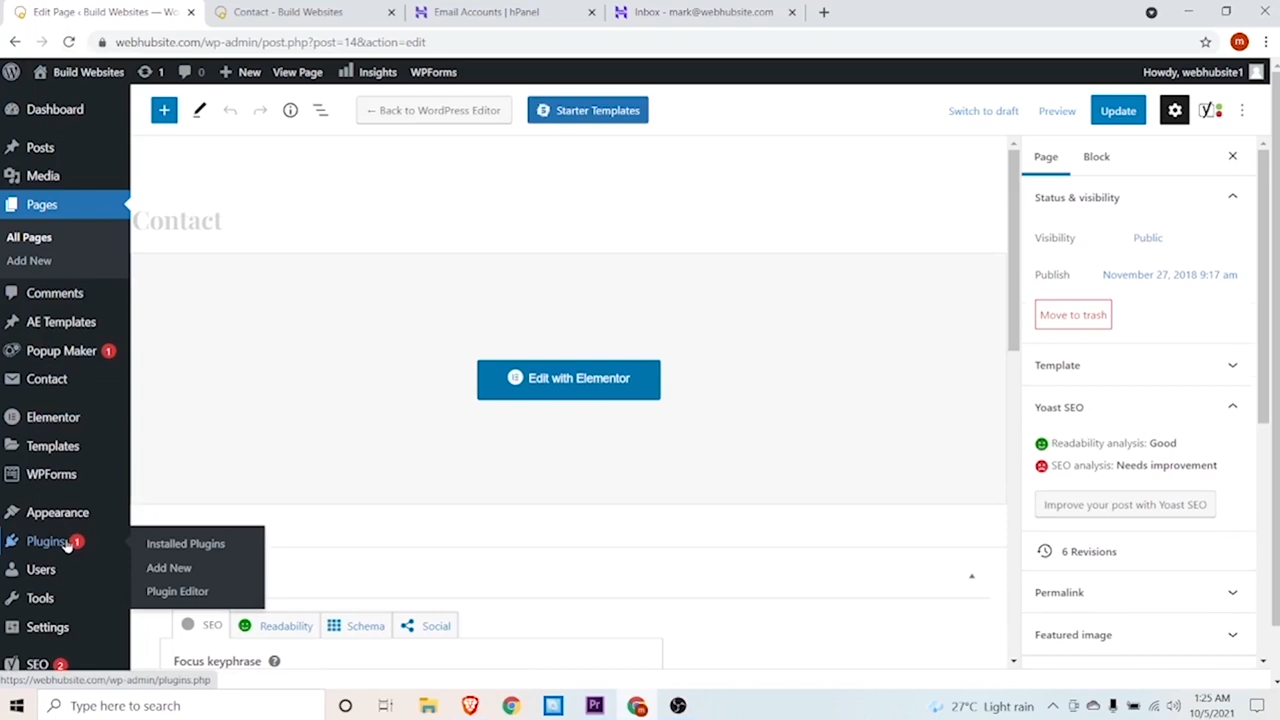 Edit Page ‹ Build Websites — Wo
Contact - Build Websites
Email Accounts | hPanel
Inbox - mark@webhubsite.com
webhubsite.com/wp-admin/post.php?post=14&action=edit
m
Build Websites
1
0
New
View Page
Insights
WPForms
Howdy, webhubsite1
Dashboard
Posts
Media
Pages
All Pages
Add New
Comments
AE Templates
Popup Maker 1
Contact
Elementor
Templates
WPForms
Appearance
Plugins 1
Users
Tools
Settings
SEO 2
Installed Plugins
Add New
Plugin Editor
← Back to WordPress Editor
Starter Templates
Switch to draft
Preview
Update
Contact
Edit with Elementor
SEO
Readability
Schema
Social
Focus keyphrase
Page
Block
Status & visibility
Visibility
Public
Publish
November 27, 2018 9:17 am
Move to trash
Template
Yoast SEO
Readability analysis: Good
SEO analysis: Needs improvement
Improve your post with Yoast SEO
6 Revisions
Permalink
Featured image
https://webhubsite.com/wp-admin/plugins.php
Type here to search
Pr
27°C Light rain
1:25 AM
10/5/2021